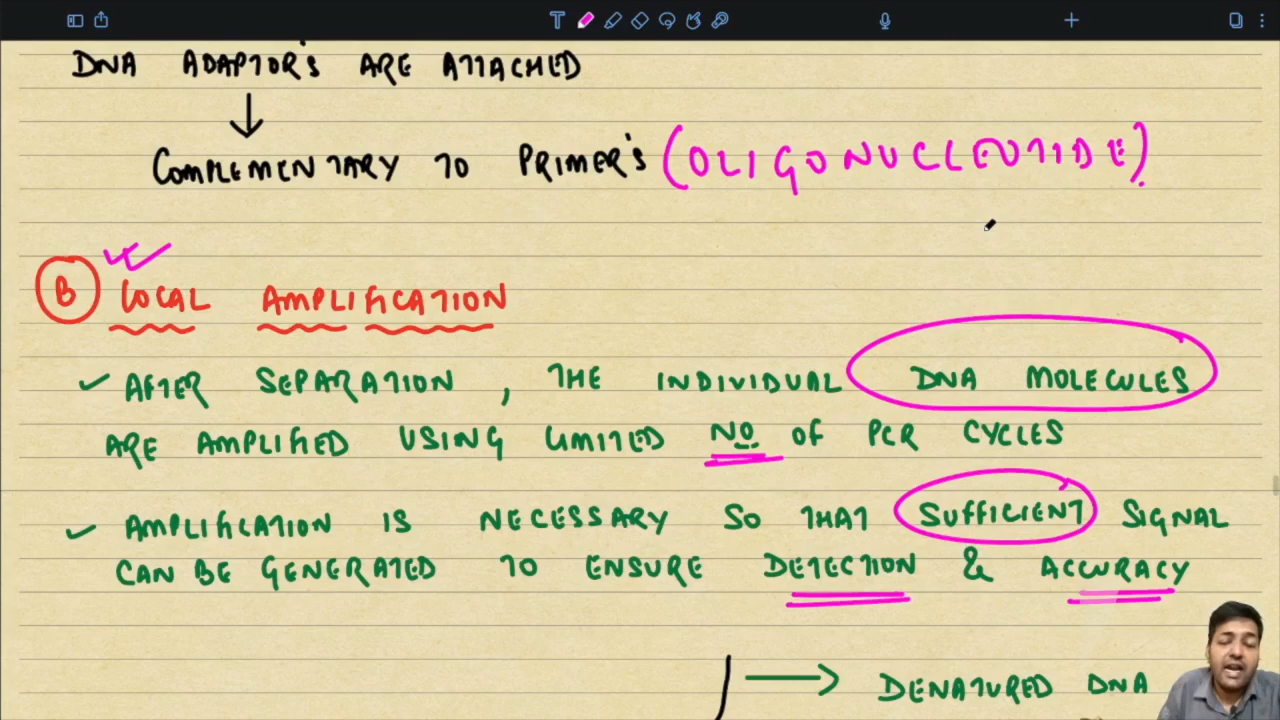 DNA ADAPTOR'S ARE ATTACHED
COMPLEMENTARY TO PRIMER'S (OLIGONUCLEOTIDE)
B LOCAL AMPLIFICATION
AFTER SEPARATION, THE INDIVIDUAL DNA MOLECULES
ARE AMPLIFIED USING LIMITED NO OF PCR CYCLES
AMPLIFICATION IS NECESSARY SO THAT SUFFICIENT SIGNAL
CAN BE GENERATED TO ENSURE DETECTION & ACCURACY
DENATURED DNA